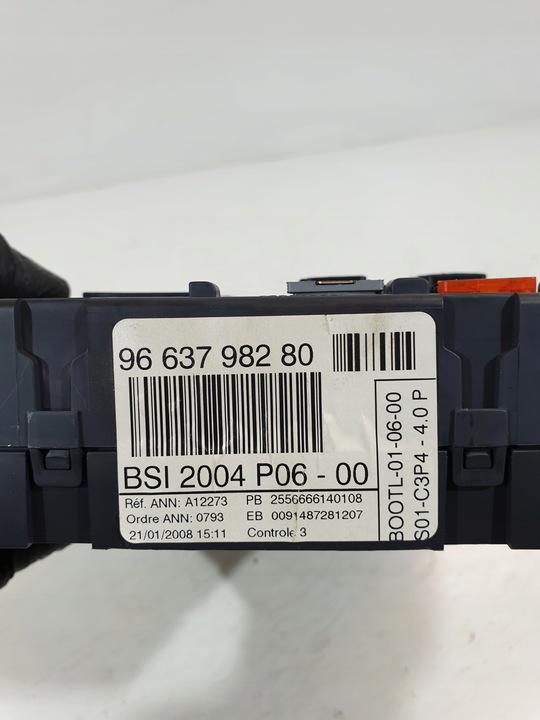 96 637 982 80
BSI 2004 P06 - 00
Réf. ANN: A12273 PB 2556666140108
Ordre ANN: 0793 EB 0091487281207
21/01/2008 15:11 Controle 3
BOOTL-01-06-00
S01-C3P4 - 4.0 P